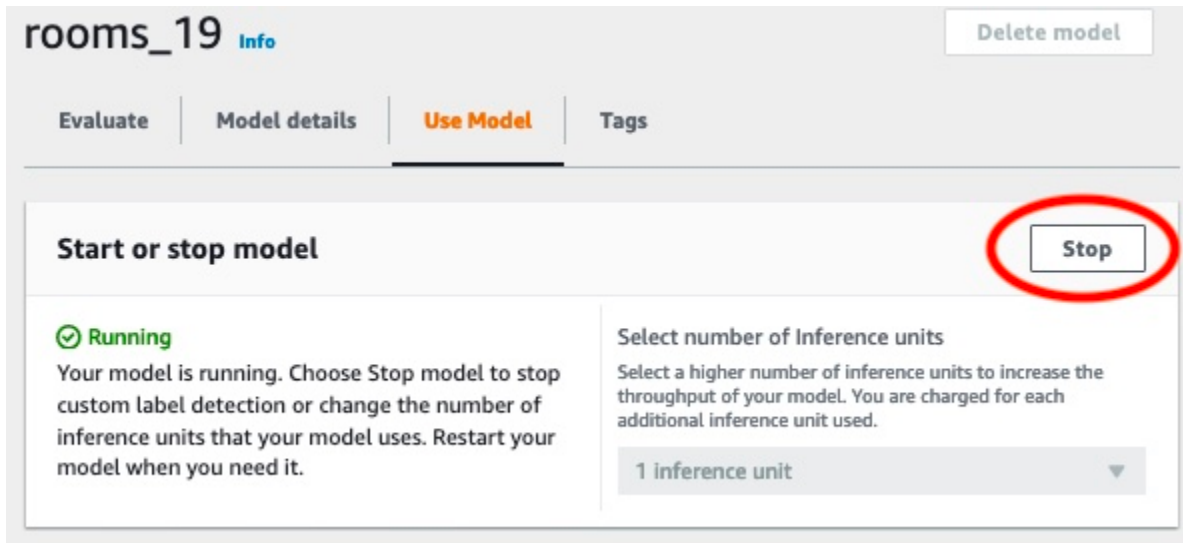 rooms_19 Info
Delete model
Evaluate
Model details
Use Model
Tags
Start or stop model
Stop
Running
Your model is running. Choose Stop model to stop
custom label detection or change the number of
inference units that your model uses. Restart your
model when you need it.
Select number of Inference units
Select a higher number of inference units to increase the
throughput of your model. You are charged for each
additional inference unit used.
1 inference unit